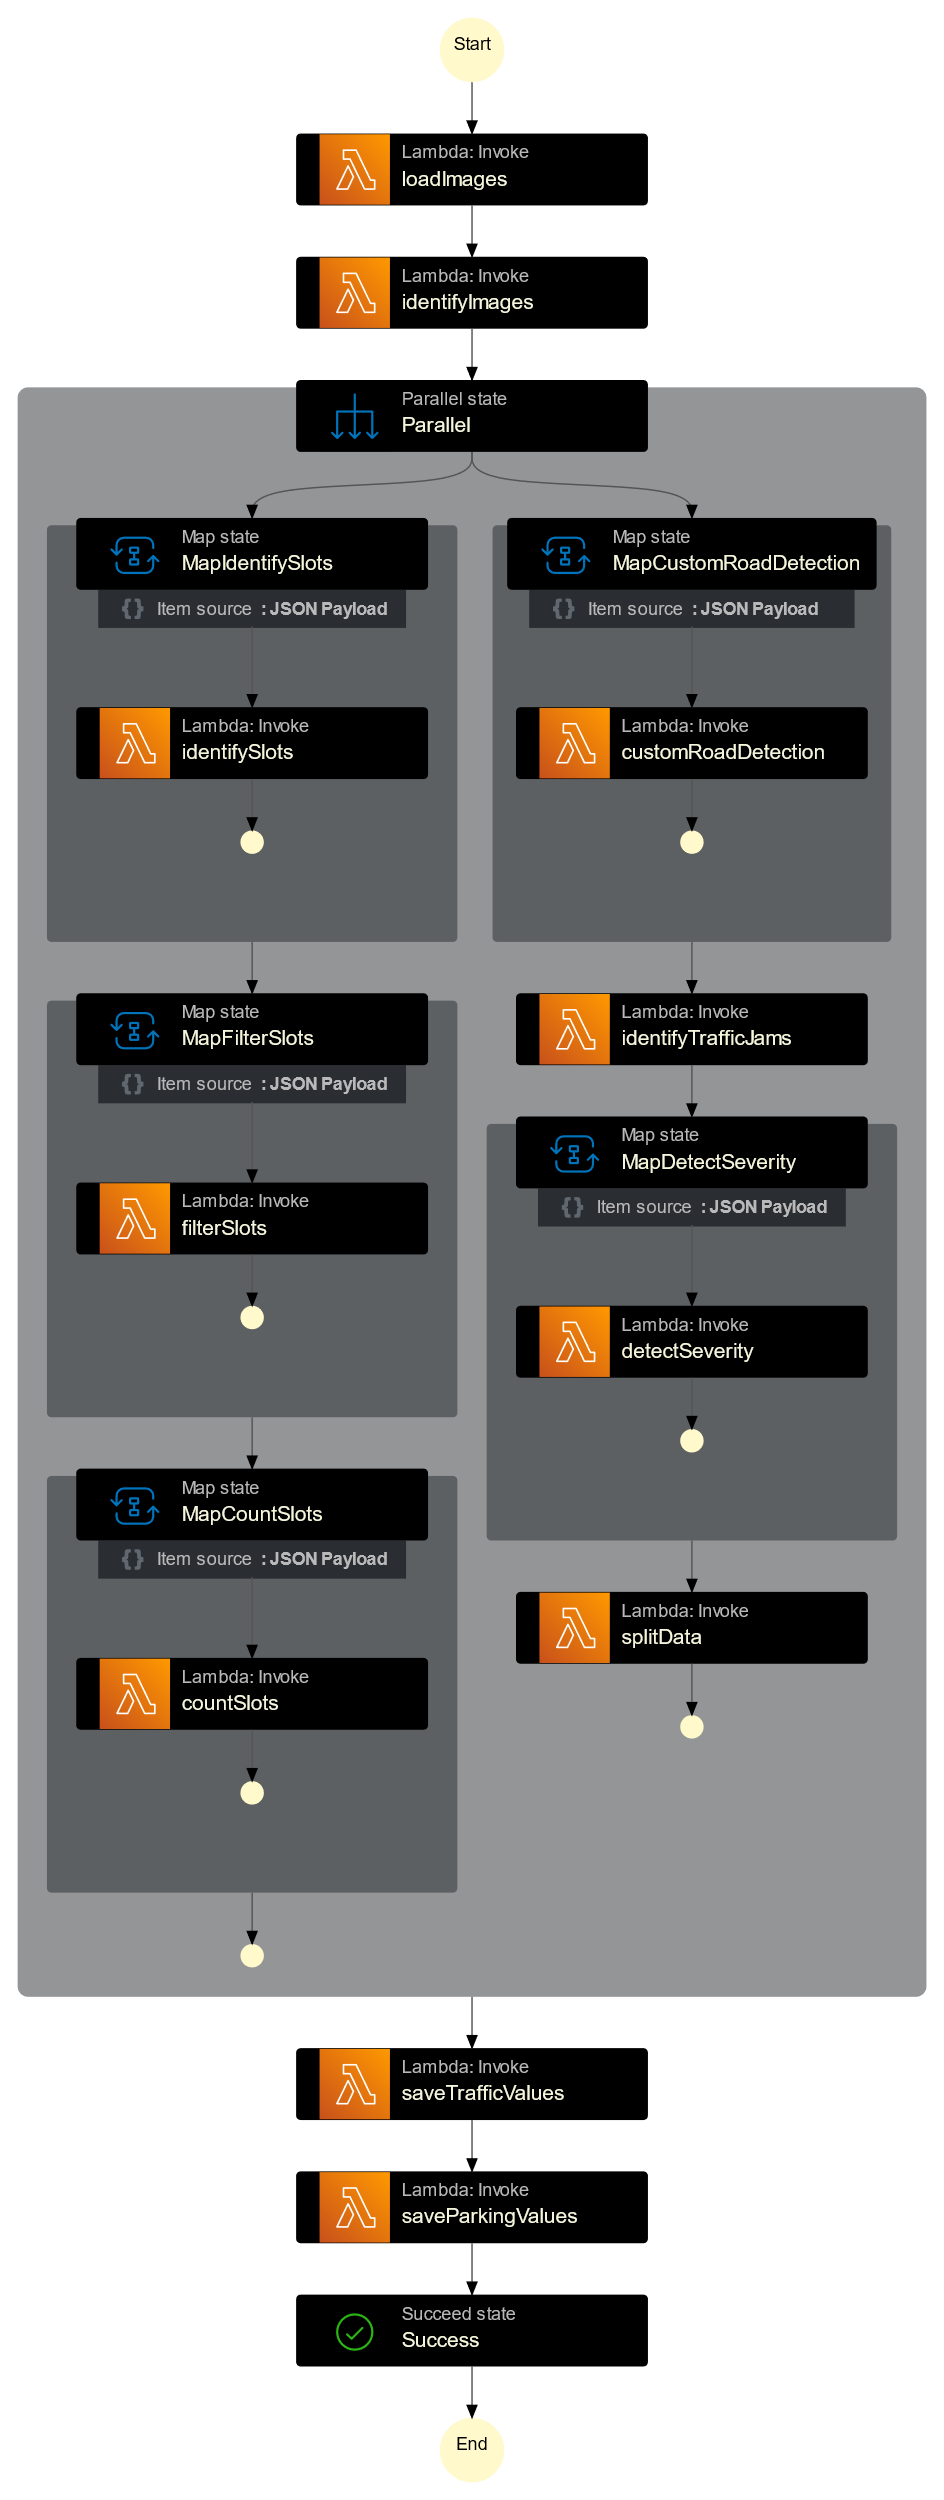 Start
Lambda: Invoke
loadImages
Lambda: Invoke
identifyImages
Parallel state
Parallel
Map state
MapIdentifySlots
{} Item source : JSON Payload
Lambda: Invoke
identifySlots
Map state
MapFilterSlots
{} Item source : JSON Payload
Lambda: Invoke
filterSlots
Map state
MapCountSlots
{} Item source : JSON Payload
Lambda: Invoke
countSlots
Map state
MapCustomRoadDetection
{} Item source : JSON Payload
Lambda: Invoke
customRoadDetection
Lambda: Invoke
identifyTrafficJams
Map state
MapDetectSeverity
{} Item source : JSON Payload
Lambda: Invoke
detectSeverity
Lambda: Invoke
splitData
Lambda: Invoke
saveTrafficValues
Lambda: Invoke
saveParkingValues
Succeed state
Success
End